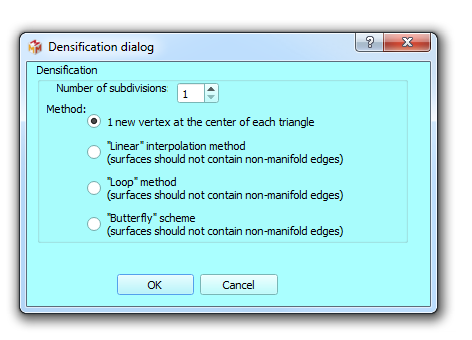 Densification dialog
Densification
Number of subdivisions 1
Method:
1 new vertex at the center of each triangle
"Linear" interpolation method
(surfaces should not contain non-manifold edges)
"Loop" method
(surfaces should not contain non-manifold edges)
"Butterfly" scheme
(surfaces should not contain non-manifold edges)
OK Cancel